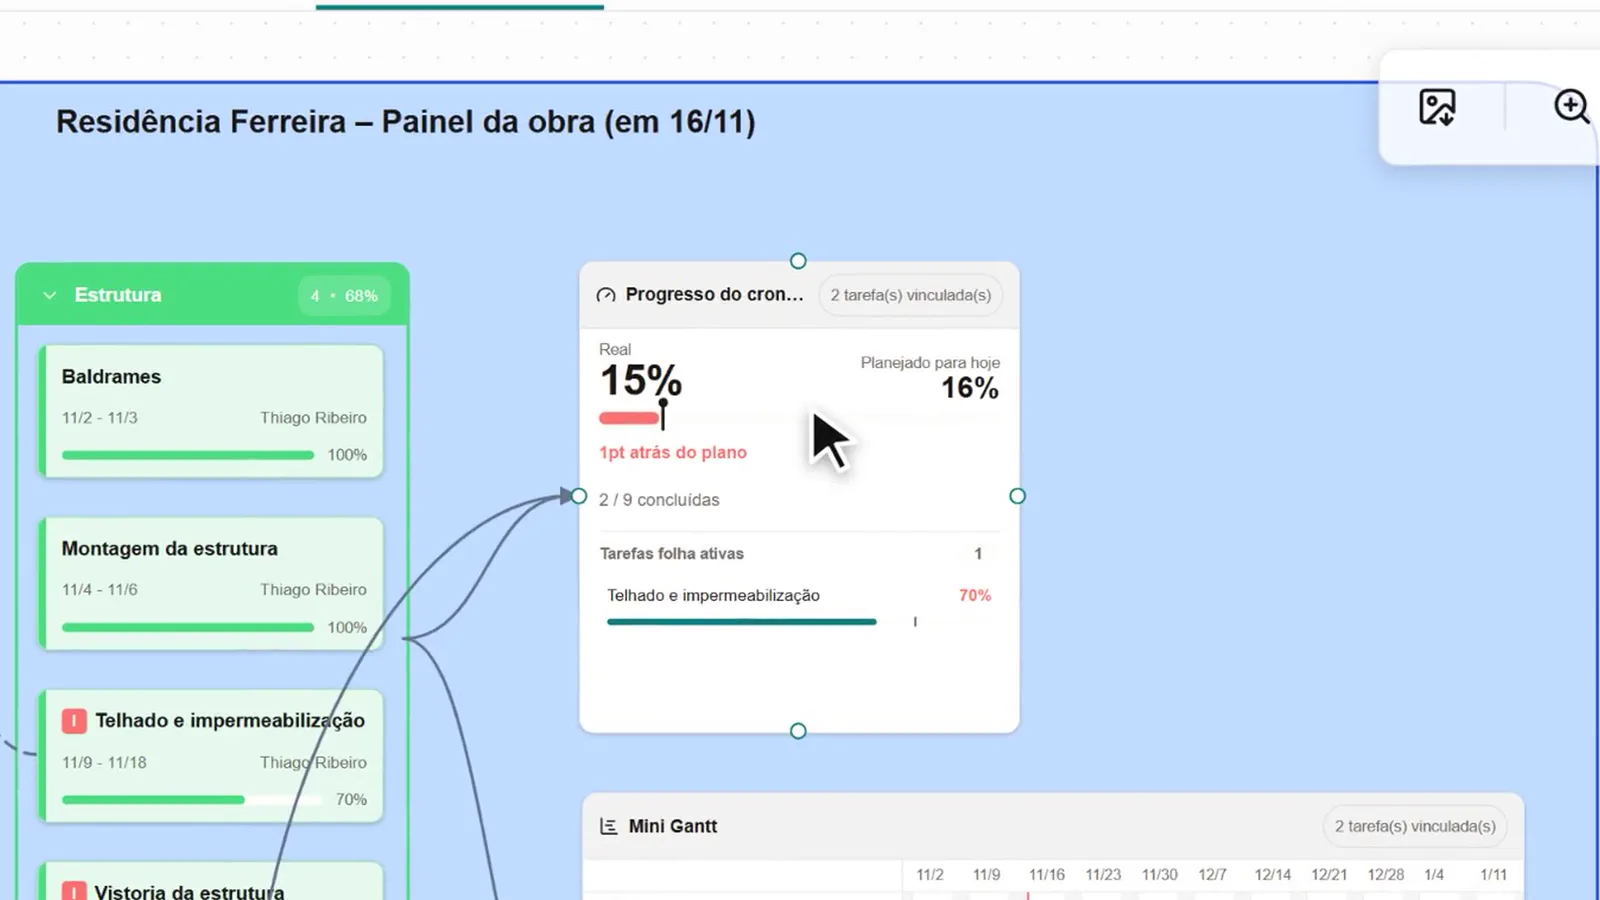 Residência Ferreira – Painel da obra (em 16/11)
Estrutura
4 • 68%
Baldrames
11/2 - 11/3
Thiago Ribeiro
100%
Montagem da estrutura
11/4 - 11/6
Thiago Ribeiro
100%
! Telhado e impermeabilização
11/9 - 11/18
Thiago Ribeiro
70%
! Vistoria da estrutura
Progresso do cron...
2 tarefa(s) vinculada(s)
Real
15%
Planejado para hoje
16%
1pt atrás do plano
2 / 9 concluídas
Tarefas folha ativas
1
Telhado e impermeabilização
70%
Mini Gantt
2 tarefa(s) vinculada(s)
11/2 11/9 11/16 11/23 11/30 12/7 12/14 12/21 12/28 1/4 1/11